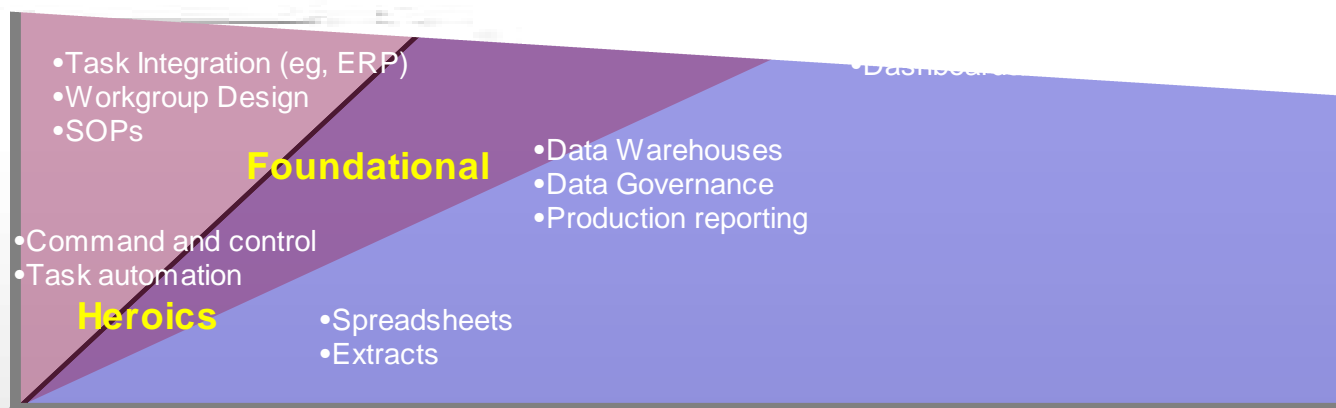 •Task Integration (eg, ERP)
•Workgroup Design
•SOPs
Foundational
•Data Warehouses
•Data Governance
•Production reporting
•Command and control
•Task automation
Heroics
•Spreadsheets
•Extracts